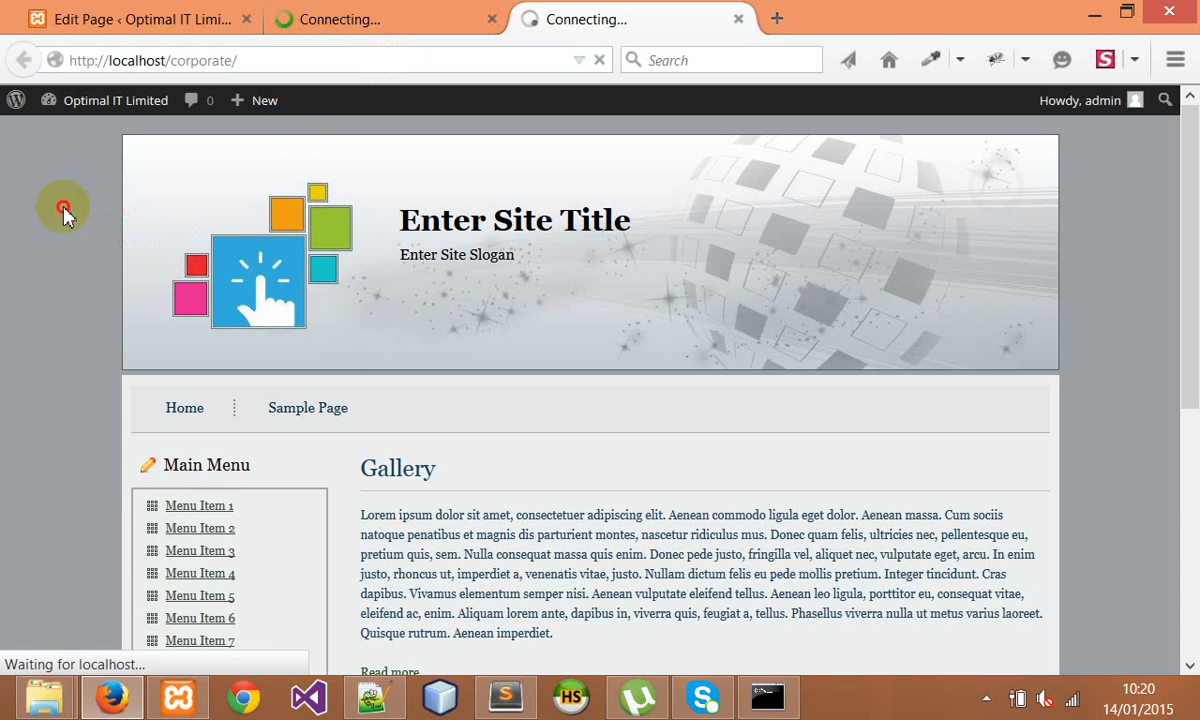 Edit Page ‹ Optimal IT Limi...
Connecting...
Connecting...
http://localhost/corporate/
Search
Optimal IT Limited
0
New
Howdy, admin
Enter Site Title
Enter Site Slogan
Home
Sample Page
Main Menu
Menu Item 1
Menu Item 2
Menu Item 3
Menu Item 4
Menu Item 5
Menu Item 6
Menu Item 7
Gallery
Lorem ipsum dolor sit amet, consectetuer adipiscing elit. Aenean commodo ligula eget dolor. Aenean massa. Cum sociis
natoque penatibus et magnis dis parturient montes, nascetur ridiculus mus. Donec quam felis, ultricies nec, pellentesque eu,
pretium quis, sem. Nulla consequat massa quis enim. Donec pede justo, fringilla vel, aliquet nec, vulputate eget, arcu. In enim
justo, rhoncus ut, imperdiet a, venenatis vitae, justo. Nullam dictum felis eu pede mollis pretium. Integer tincidunt. Cras
dapibus. Vivamus elementum semper nisi. Aenean vulputate eleifend tellus. Aenean leo ligula, porttitor eu, consequat vitae,
eleifend ac, enim. Aliquam lorem ante, dapibus in, viverra quis, feugiat a, tellus. Phasellus viverra nulla ut metus varius laoreet.
Quisque rutrum. Aenean imperdiet.
Read more
Waiting for localhost...
S
HS
10:20
14/01/2015